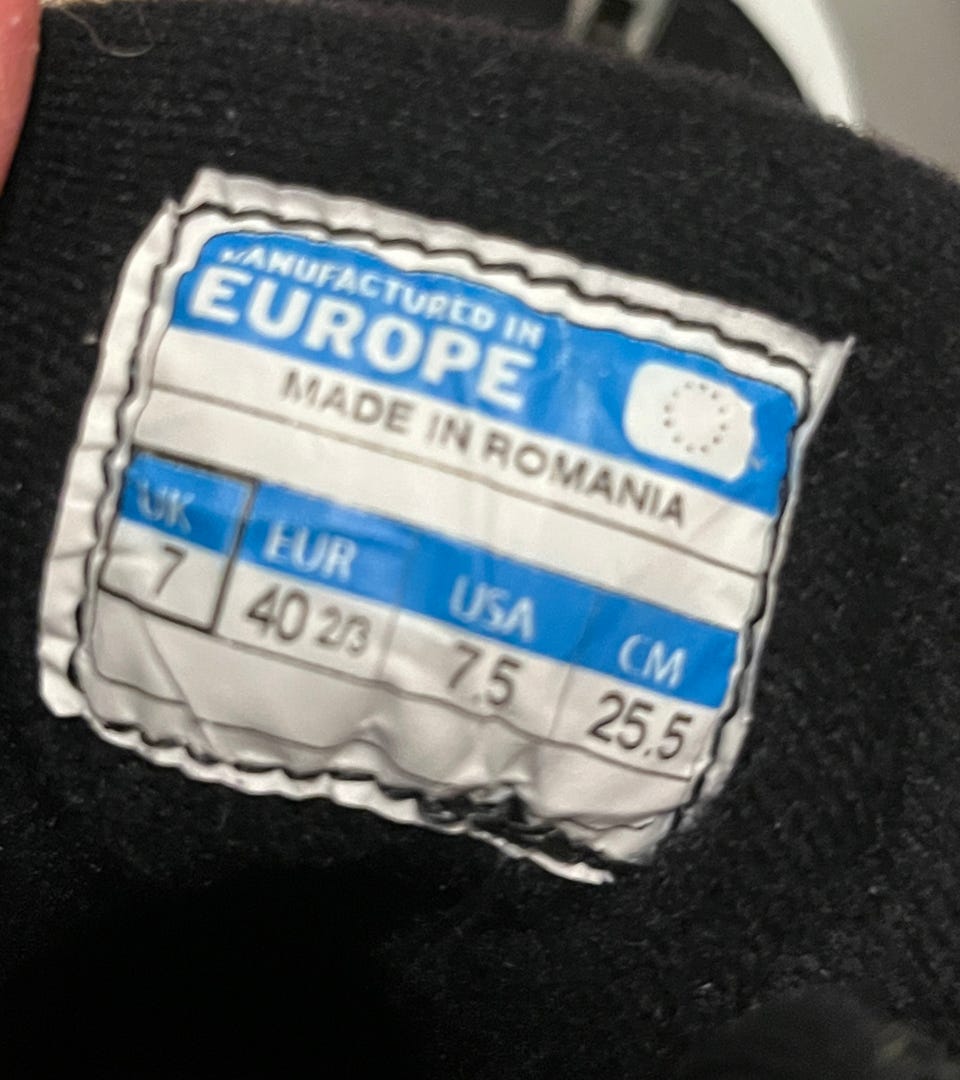 MANUFACTURED IN
EUROPE
MADE IN ROMANIA
UK EUR USA CM
7 40 2/3 7.5 25.5